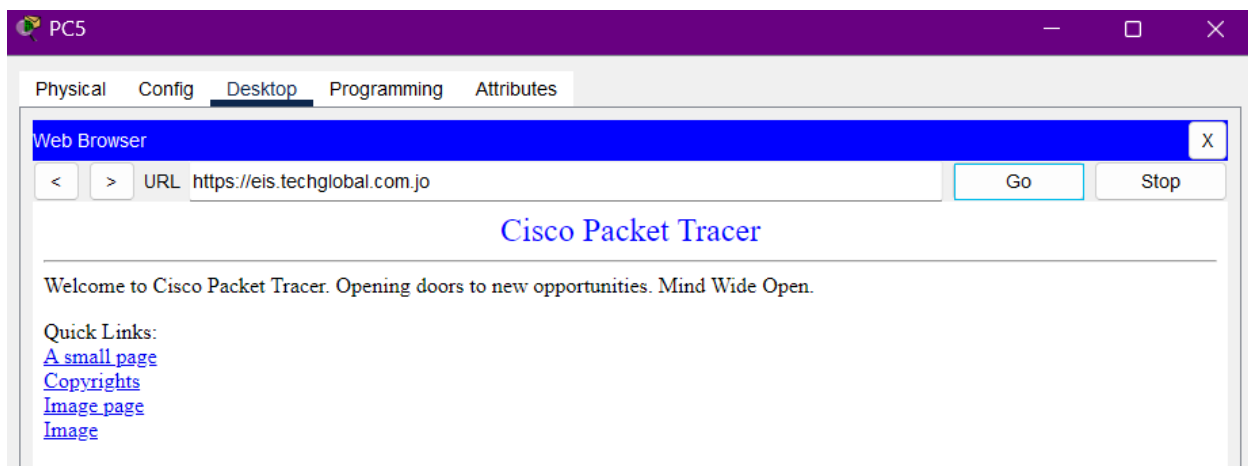 PC5
Physical Config Desktop Programming Attributes
Web Browser X
< > URL https://eis.techglobal.com.jo Go Stop
Cisco Packet Tracer
Welcome to Cisco Packet Tracer. Opening doors to new opportunities. Mind Wide Open.
Quick Links:
A small page
Copyrights
Image page
Image